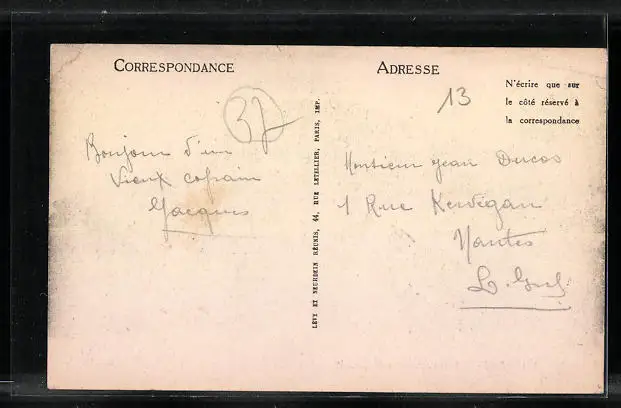 CORRESPONDANCE
37
Bonjour d'un
vieux copain
Jacques
LÉVY ET NEURDEIN RÉUNIS, 44, RUE LETELLIER, PARIS, IMP.
ADRESSE
13
N'écrire que sur
le côté réservé à
la correspondance
Monsieur Jean Ducos
1 Rue Kervégan
Nantes
L. Inf